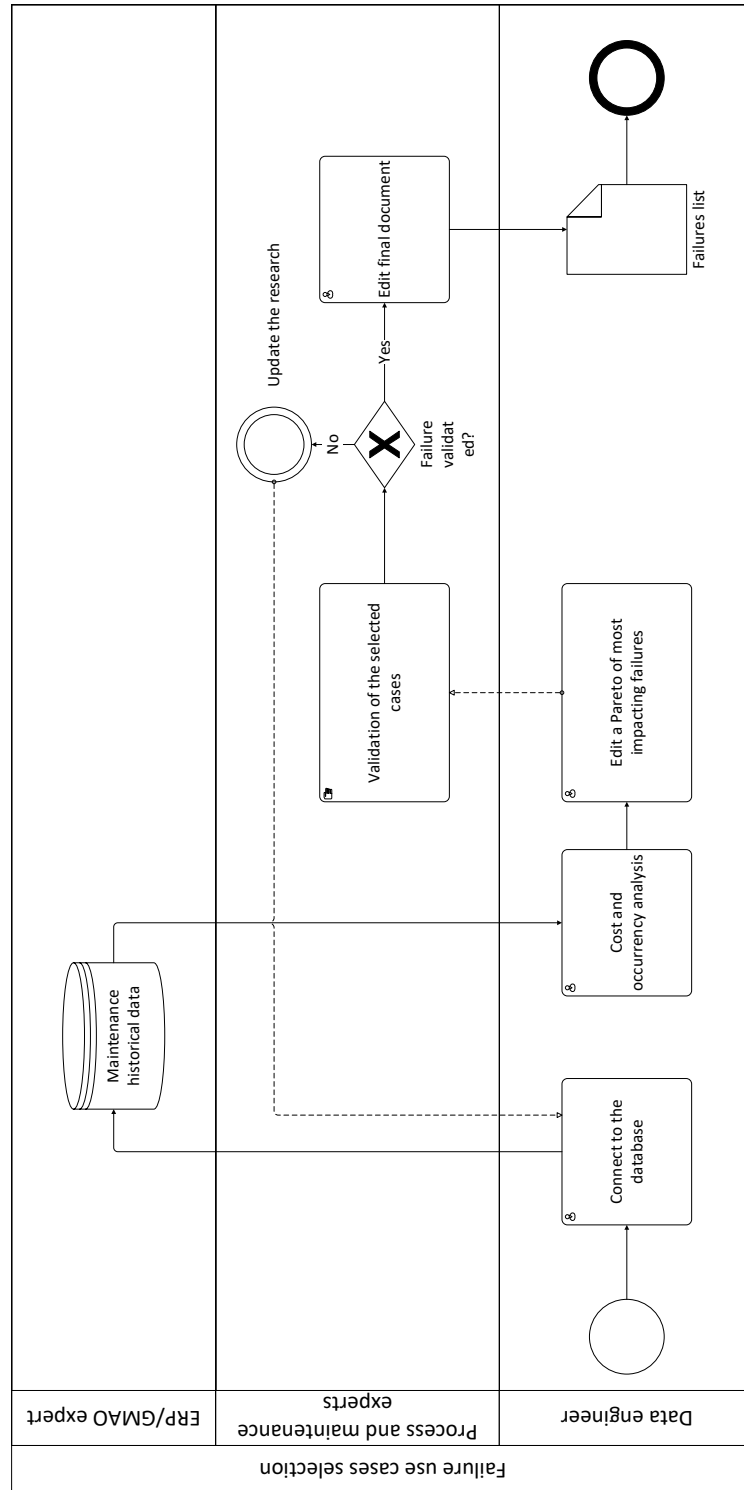 Failure use cases selection
ERP/GMAO expert
Process and maintenance
experts
Data engineer
Maintenance
historical data
Connect to the
database
Cost and
occurrency analysis
Edit a Pareto of most
impacting failures
Validation of the selected
cases
Failure
validat
ed?
No
Yes
Update the research
Edit final document
Failures list